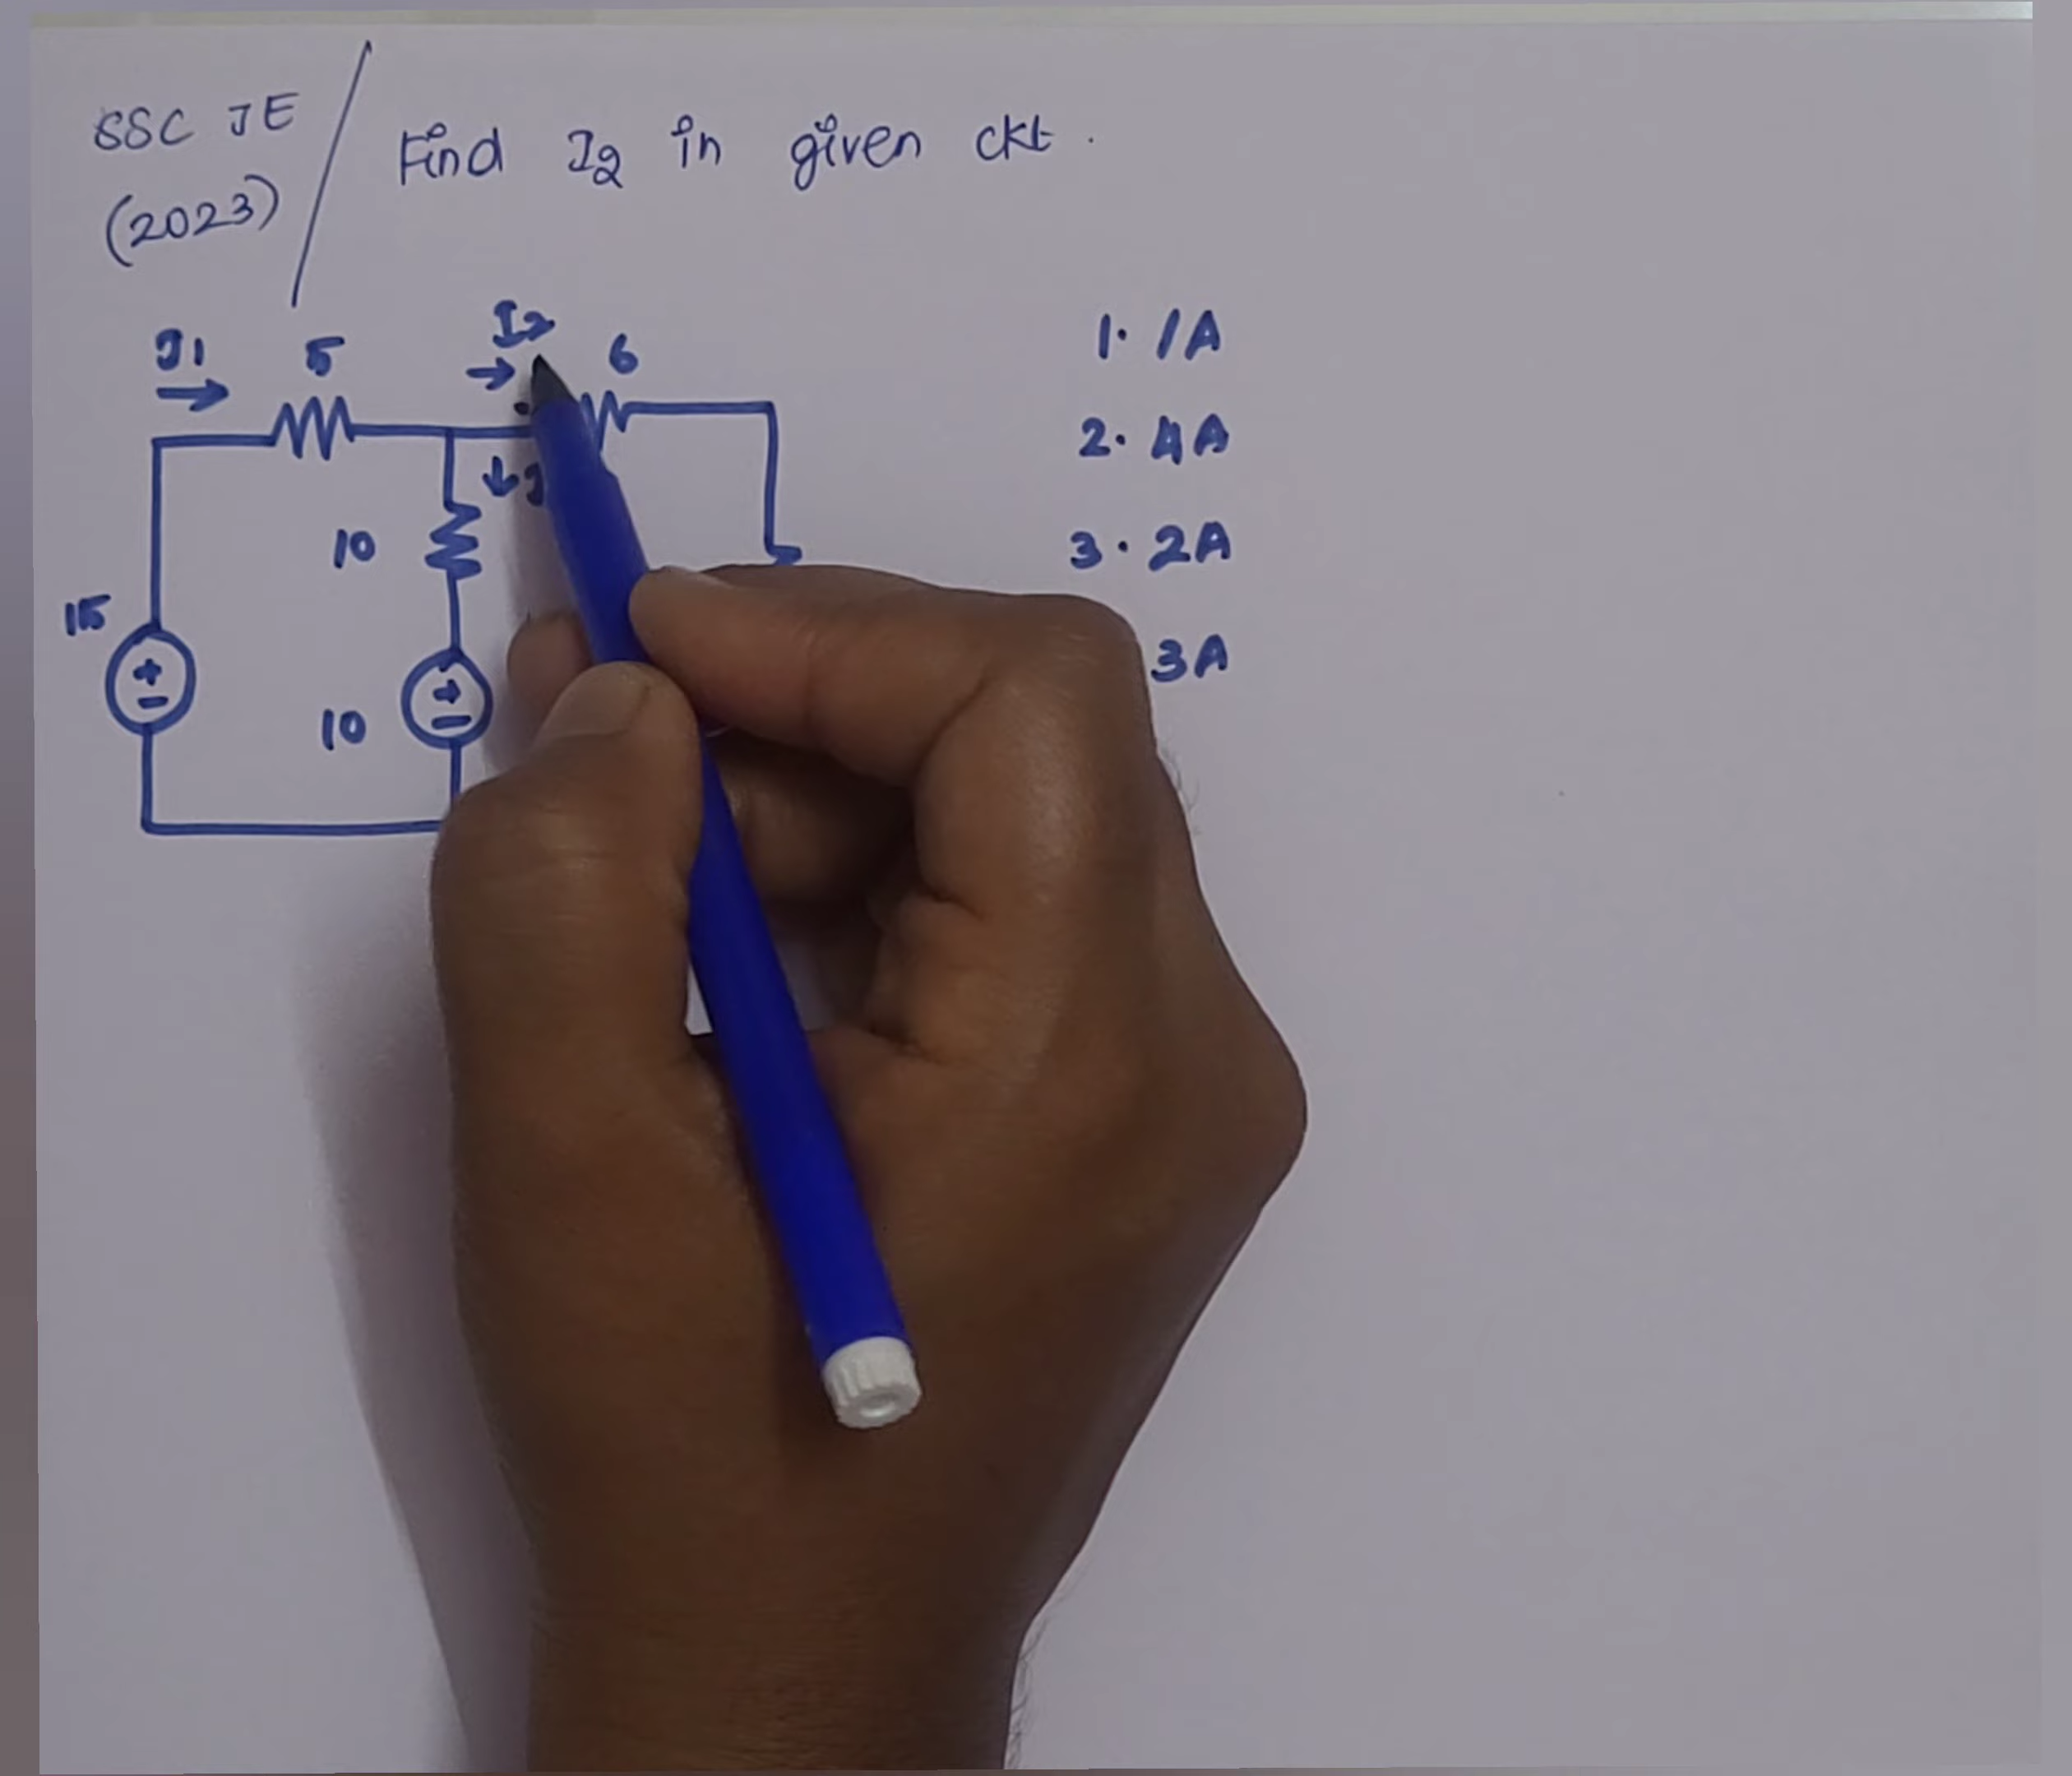 SSC JE
(2023)
Find I2 in given ckt.
I1
5
I2
6
10
15
10
1. 1A
2. 4A
3. 2A
3A